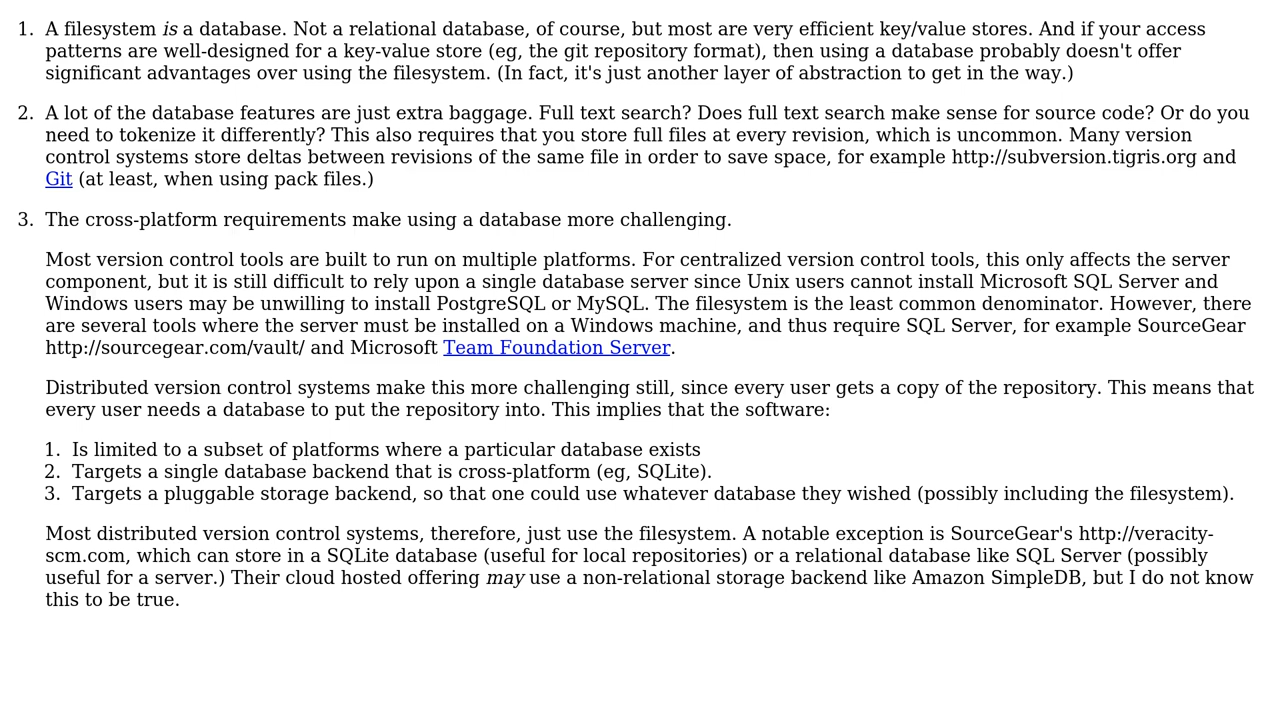 1. A filesystem is a database. Not a relational database, of course, but most are very efficient key/value stores. And if your access
patterns are well-designed for a key-value store (eg, the git repository format), then using a database probably doesn't offer
significant advantages over using the filesystem. (In fact, it's just another layer of abstraction to get in the way.)
2. A lot of the database features are just extra baggage. Full text search? Does full text search make sense for source code? Or do you
need to tokenize it differently? This also requires that you store full files at every revision, which is uncommon. Many version
control systems store deltas between revisions of the same file in order to save space, for example http://subversion.tigris.org and
Git (at least, when using pack files.)
3. The cross-platform requirements make using a database more challenging.
Most version control tools are built to run on multiple platforms. For centralized version control tools, this only affects the server
component, but it is still difficult to rely upon a single database server since Unix users cannot install Microsoft SQL Server and
Windows users may be unwilling to install PostgreSQL or MySQL. The filesystem is the least common denominator. However, there
are several tools where the server must be installed on a Windows machine, and thus require SQL Server, for example SourceGear
http://sourcegear.com/vault/ and Microsoft Team Foundation Server.
Distributed version control systems make this more challenging still, since every user gets a copy of the repository. This means that
every user needs a database to put the repository into. This implies that the software:
1. Is limited to a subset of platforms where a particular database exists
2. Targets a single database backend that is cross-platform (eg, SQLite).
3. Targets a pluggable storage backend, so that one could use whatever database they wished (possibly including the filesystem).
Most distributed version control systems, therefore, just use the filesystem. A notable exception is SourceGear's http://veracity-
scm.com, which can store in a SQLite database (useful for local repositories) or a relational database like SQL Server (possibly
useful for a server.) Their cloud hosted offering may use a non-relational storage backend like Amazon SimpleDB, but I do not know
this to be true.